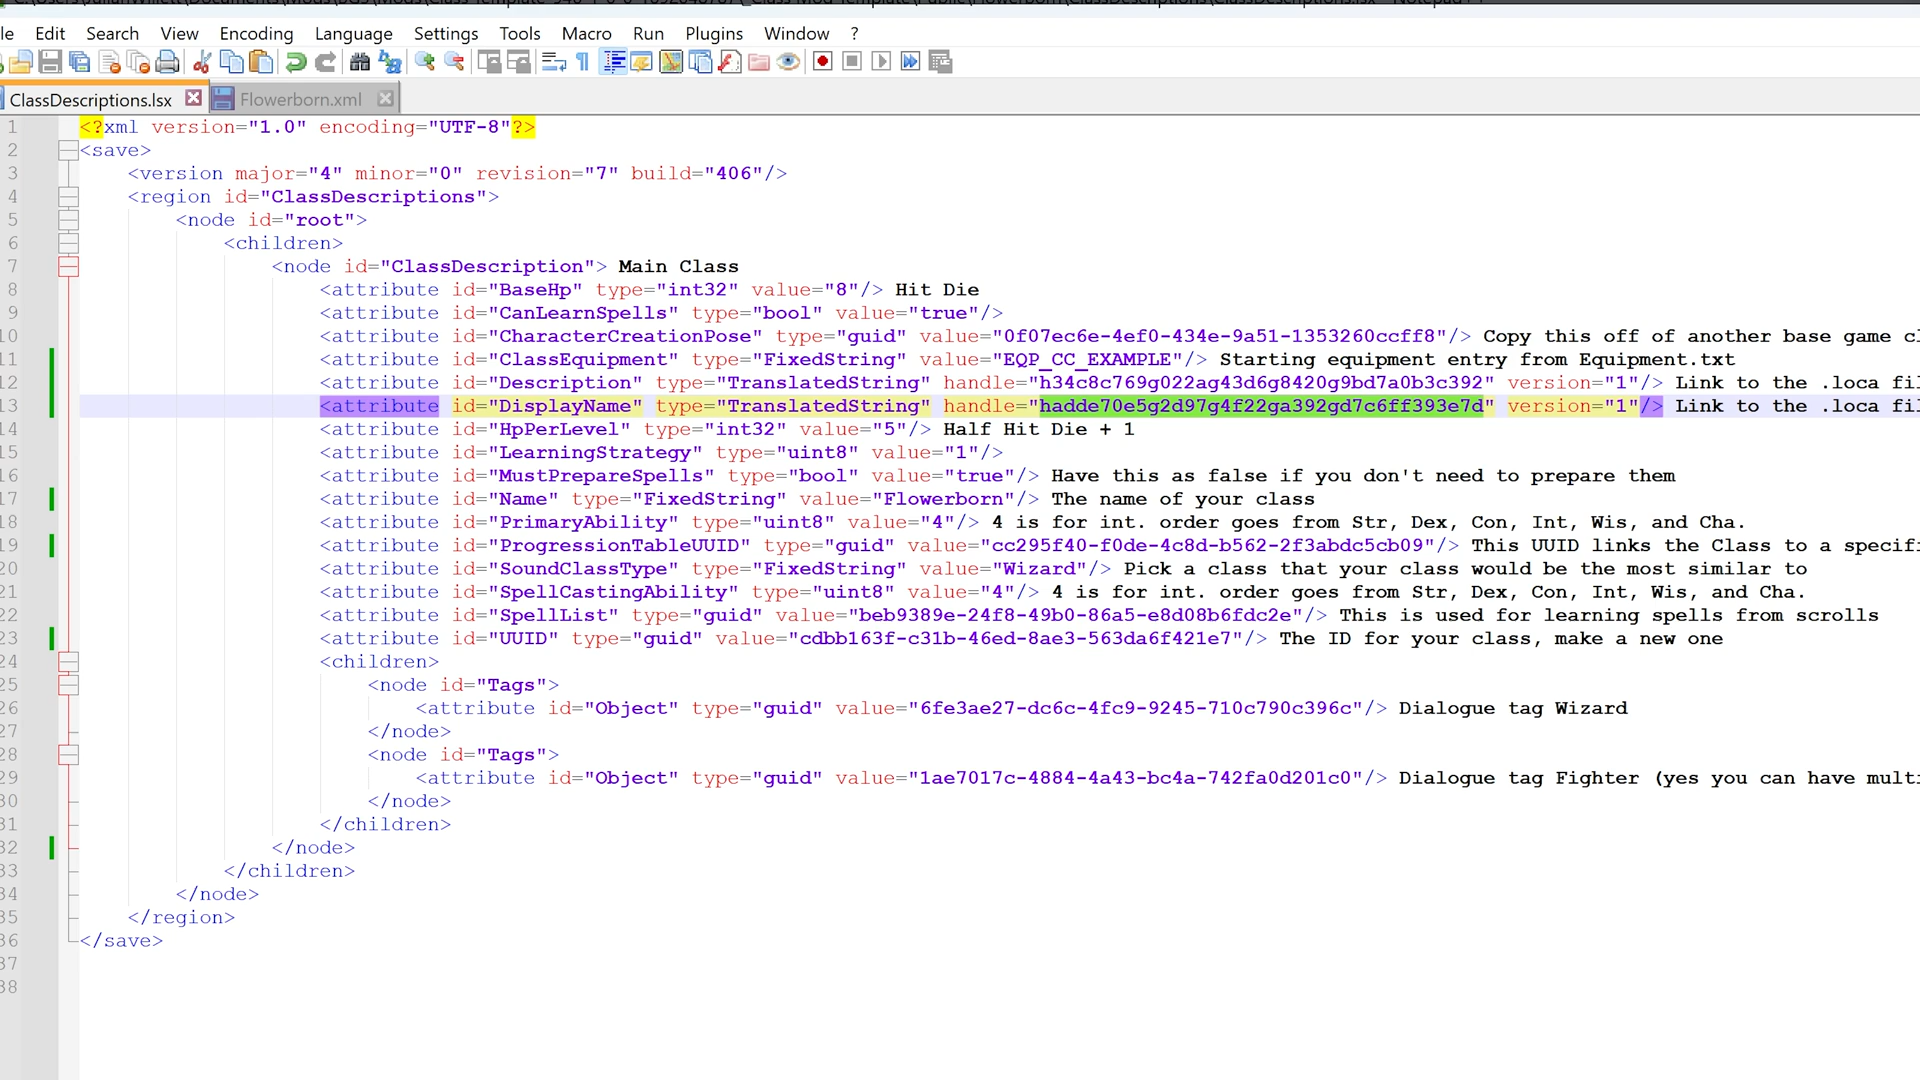 le Edit Search View Encoding Language Settings Tools Macro Run Plugins Window ?
ClassDescriptions.lsx Flowerborn.xml
1 <?xml version="1.0" encoding="UTF-8"?>
2 <save>
3 <version major="4" minor="0" revision="7" build="406"/>
4 <region id="ClassDescriptions">
5 <node id="root">
6 <children>
7 <node id="ClassDescription"> Main Class
8 <attribute id="BaseHp" type="int32" value="8"/> Hit Die
9 <attribute id="CanLearnSpells" type="bool" value="true"/>
10 <attribute id="CharacterCreationPose" type="guid" value="0f07ec6e-4ef0-434e-9a51-1353260ccff8"/> Copy this off of another base game cl
11 <attribute id="ClassEquipment" type="FixedString" value="EQP_CC_EXAMPLE"/> Starting equipment entry from Equipment.txt
12 <attribute id="Description" type="TranslatedString" handle="h34c8c769g022ag43d6g8420g9bd7a0b3c392" version="1"/> Link to the .loca fil
13 <attribute id="DisplayName" type="TranslatedString" handle="hadde70e5g2d97g4f22ga392gd7c6ff393e7d" version="1"/> Link to the .loca fil
14 <attribute id="HpPerLevel" type="int32" value="5"/> Half Hit Die + 1
15 <attribute id="LearningStrategy" type="uint8" value="1"/>
16 <attribute id="MustPrepareSpells" type="bool" value="true"/> Have this as false if you don't need to prepare them
17 <attribute id="Name" type="FixedString" value="Flowerborn"/> The name of your class
18 <attribute id="PrimaryAbility" type="uint8" value="4"/> 4 is for int. order goes from Str, Dex, Con, Int, Wis, and Cha.
19 <attribute id="ProgressionTableUUID" type="guid" value="cc295f40-f0de-4c8d-b562-2f3abdc5cb09"/> This UUID links the Class to a specifi
20 <attribute id="SoundClassType" type="FixedString" value="Wizard"/> Pick a class that your class would be the most similar to
21 <attribute id="SpellCastingAbility" type="uint8" value="4"/> 4 is for int. order goes from Str, Dex, Con, Int, Wis, and Cha.
22 <attribute id="SpellList" type="guid" value="beb9389e-24f8-49b0-86a5-e8d08b6fdc2e"/> This is used for learning spells from scrolls
23 <attribute id="UUID" type="guid" value="cdbb163f-c31b-46ed-8ae3-563da6f421e7"/> The ID for your class, make a new one
24 <children>
25 <node id="Tags">
26 <attribute id="Object" type="guid" value="6fe3ae27-dc6c-4fc9-9245-710c790c396c"/> Dialogue tag Wizard
27 </node>
28 <node id="Tags">
29 <attribute id="Object" type="guid" value="1ae7017c-4884-4a43-bc4a-742fa0d201c0"/> Dialogue tag Fighter (yes you can have multi
30 </node>
31 </children>
32 </node>
33 </children>
34 </node>
35 </region>
36 </save>
37
38